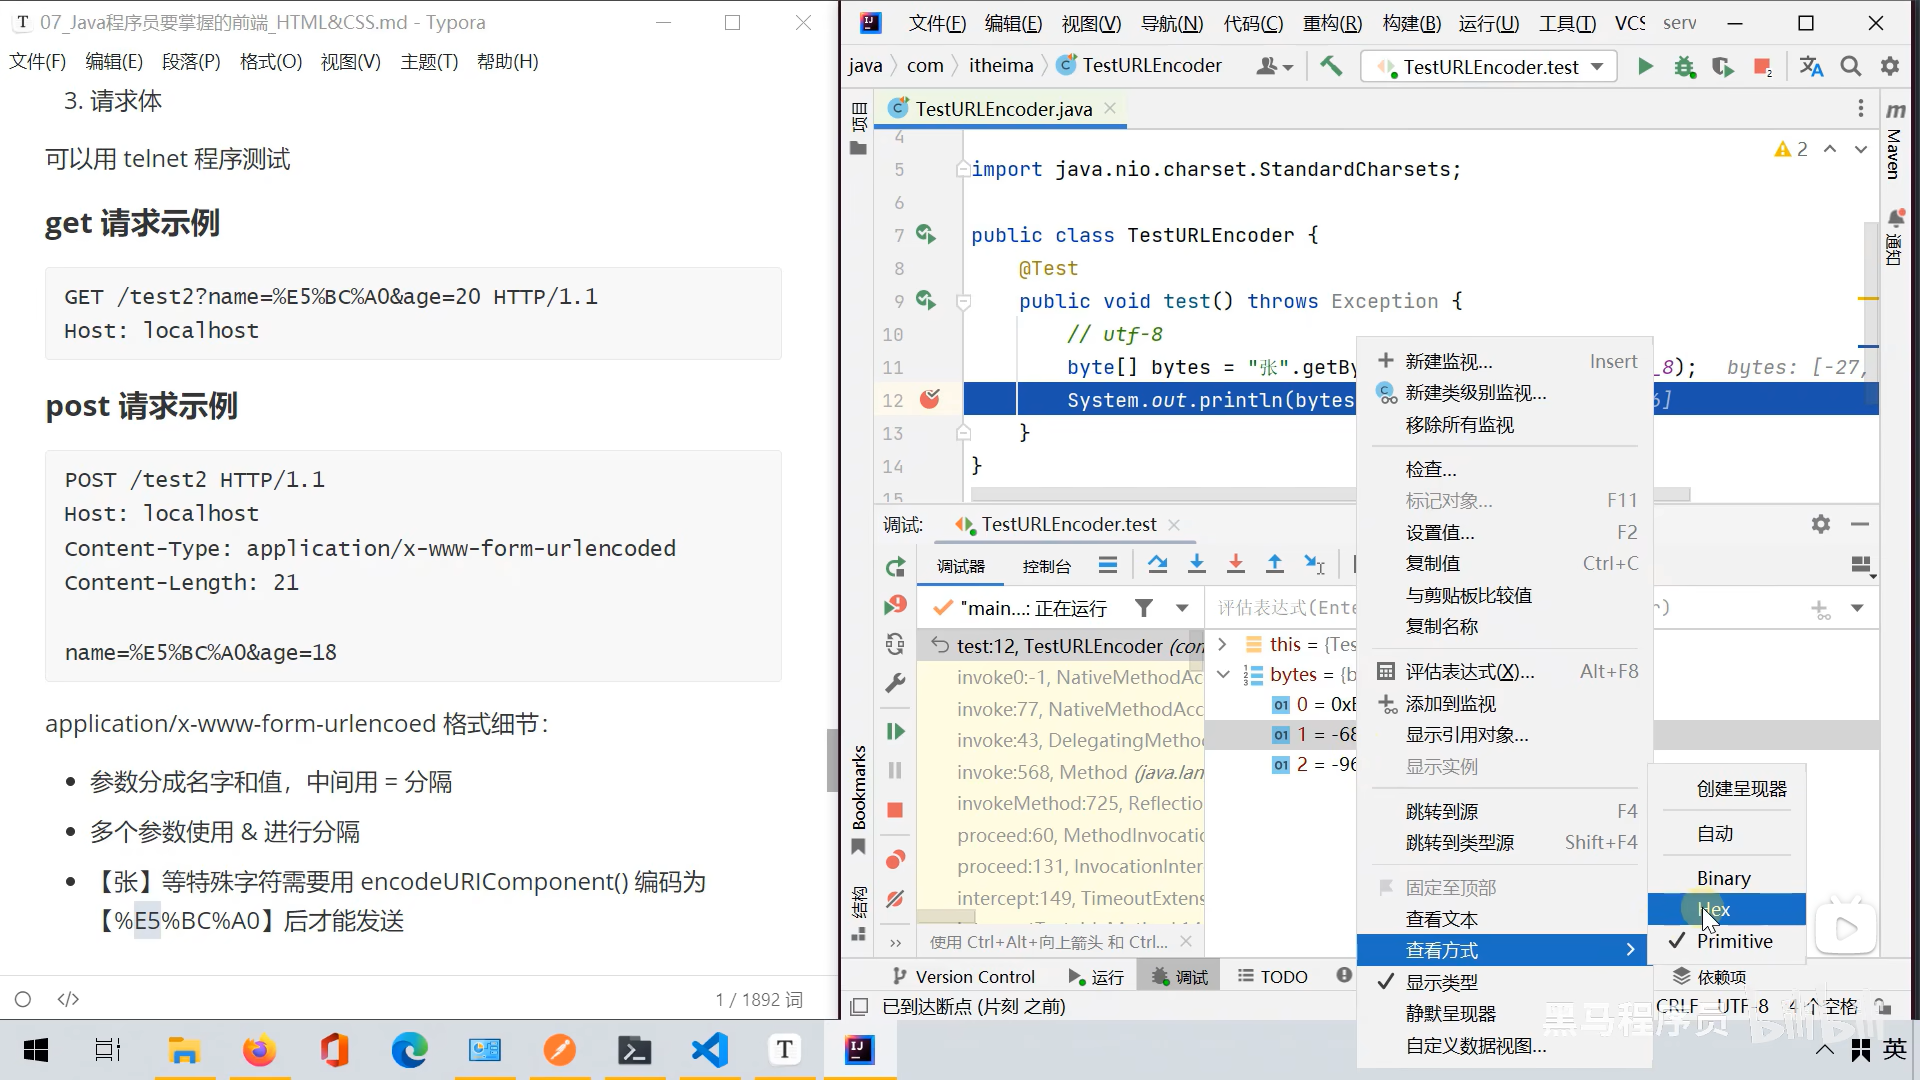 07_Java程序员要掌握的前端_HTML&CSS.md - Typora
文件(F) 编辑(E) 段落(P) 格式(O) 视图(V) 主题(T) 帮助(H)
3. 请求体
可以用 telnet 程序测试
get 请求示例
GET /test2?name=%E5%BC%A0&age=20 HTTP/1.1
Host: localhost
post 请求示例
POST /test2 HTTP/1.1
Host: localhost
Content-Type: application/x-www-form-urlencoded
Content-Length: 21
name=%E5%BC%A0&age=18
application/x-www-form-urlencoed 格式细节：
参数分成名字和值，中间用 = 分隔
多个参数使用 & 进行分隔
【张】等特殊字符需要用 encodeURIComponent() 编码为
【%E5%BC%A0】后才能发送
1 / 1892 词
文件(F) 编辑(E) 视图(V) 导航(N) 代码(C) 重构(R) 构建(B) 运行(U) 工具(T) VCS serv
java com itheima TestURLEncoder TestURLEncoder.test
项目
TestURLEncoder.java
Maven
通知
2
4
5 import java.nio.charset.StandardCharsets;
6
7 public class TestURLEncoder {
8 @Test
9 public void test() throws Exception {
10 // utf-8
11 byte[] bytes = "张".getBy _8); bytes: [-27,
12 System.out.println(bytes 6]
13 }
14 }
15
调试: TestURLEncoder.test
调试器 控制台
"main...: 正在运行
评估表达式(Ente r)
test:12, TestURLEncoder (con
invoke0:-1, NativeMethodAc
invoke:77, NativeMethodAcc
invoke:43, DelegatingMetho
invoke:568, Method (java.lan
invokeMethod:725, Reflectio
proceed:60, MethodInvocatio
proceed:131, InvocationInter
intercept:149, TimeoutExtens
使用 Ctrl+Alt+向上箭头 和 Ctrl...
this = {Tes
bytes = {b
0 = 0xE
1 = -68
2 = -96
Bookmarks
结构
新建监视... Insert
新建类级别监视...
移除所有监视
检查...
标记对象... F11
设置值... F2
复制值 Ctrl+C
与剪贴板比较值
复制名称
评估表达式(X)... Alt+F8
添加到监视
显示引用对象...
显示实例
跳转到源 F4
跳转到类型源 Shift+F4
固定至顶部
查看文本
查看方式
显示类型
静默呈现器
自定义数据视图...
创建呈现器
自动
Binary
Hex
Primitive
Version Control 运行 调试 TODO 依赖项
已到达断点 (片刻 之前)
CRLF UTF-8 4 个空格
黑马程序员 bilibili
英